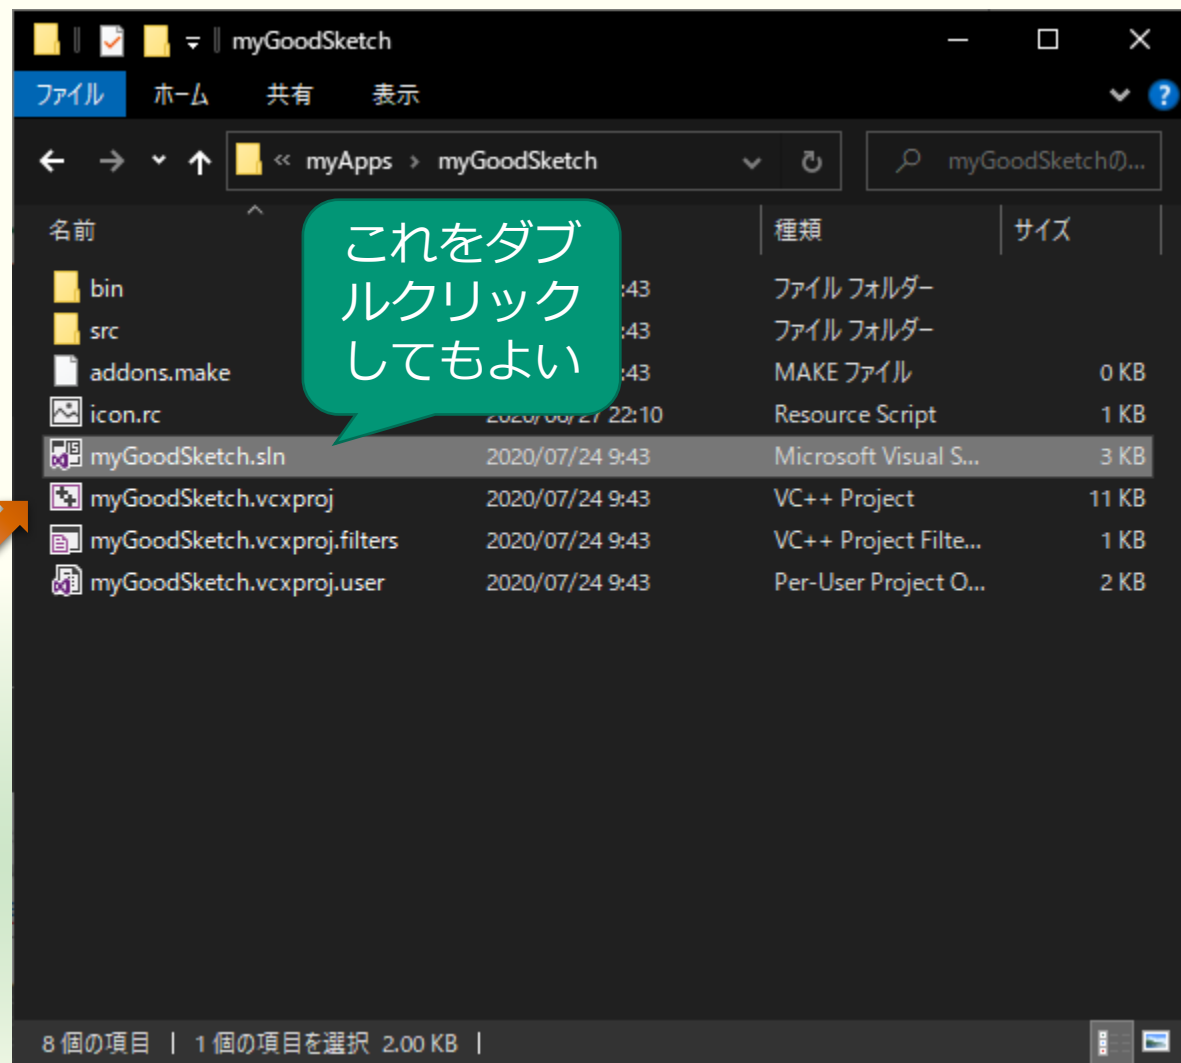 myGoodSketch
ファイル ホーム 共有 表示
« myApps > myGoodSketch myGoodSketchの...
名前 種類 サイズ
これをダブ
ルクリック
してもよい
bin :43 ファイル フォルダー
src :43 ファイル フォルダー
addons.make :43 MAKE ファイル 0 KB
icon.rc 22:10 Resource Script 1 KB
myGoodSketch.sln 2020/07/24 9:43 Microsoft Visual S... 3 KB
myGoodSketch.vcxproj 2020/07/24 9:43 VC++ Project 11 KB
myGoodSketch.vcxproj.filters 2020/07/24 9:43 VC++ Project Filte... 1 KB
myGoodSketch.vcxproj.user 2020/07/24 9:43 Per-User Project O... 2 KB
8 個の項目 | 1 個の項目を選択 2.00 KB |